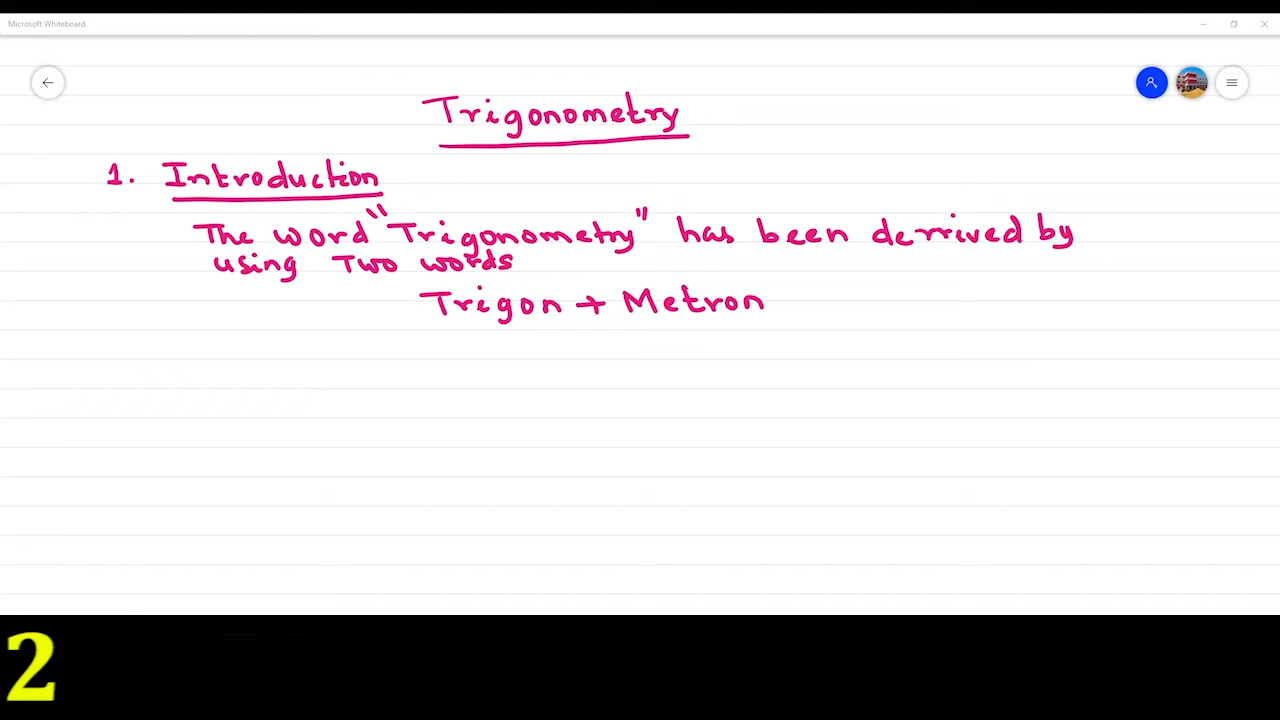 Microsoft Whiteboard
Trigonometry
1. Introduction
The word "Trigonometry" has been derrived by
using Two words
Trigon + Metron
2